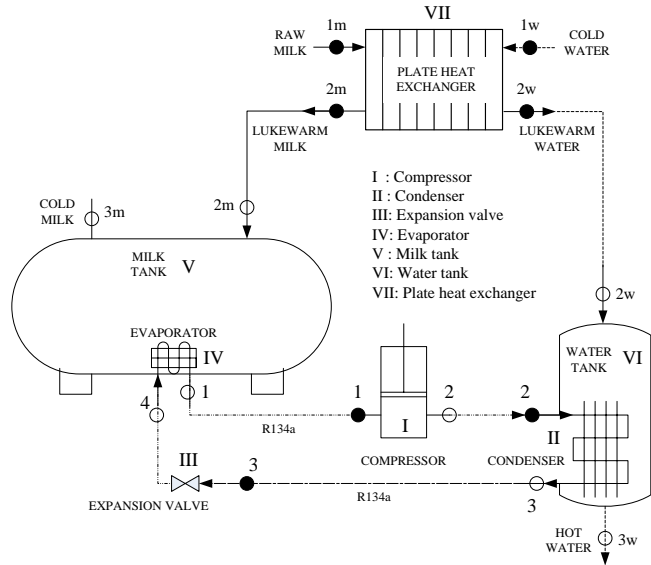 VII
RAW
MILK
1m
1w
COLD
WATER
PLATE HEAT
EXCHANGER
2m
2w
LUKEWARM
MILK
LUKEWARM
WATER
I : Compressor
II : Condenser
III: Expansion valve
IV: Evaporator
V : Milk tank
VI: Water tank
VII: Plate heat exchanger
COLD
MILK
3m
2m
MILK
TANK
V
2w
EVAPORATOR
IV
WATER
TANK
VI
4
1
1
2
2
R134a
I
II
III
3
COMPRESSOR
CONDENSER
EXPANSION VALVE
R134a
3
HOT
WATER
3w